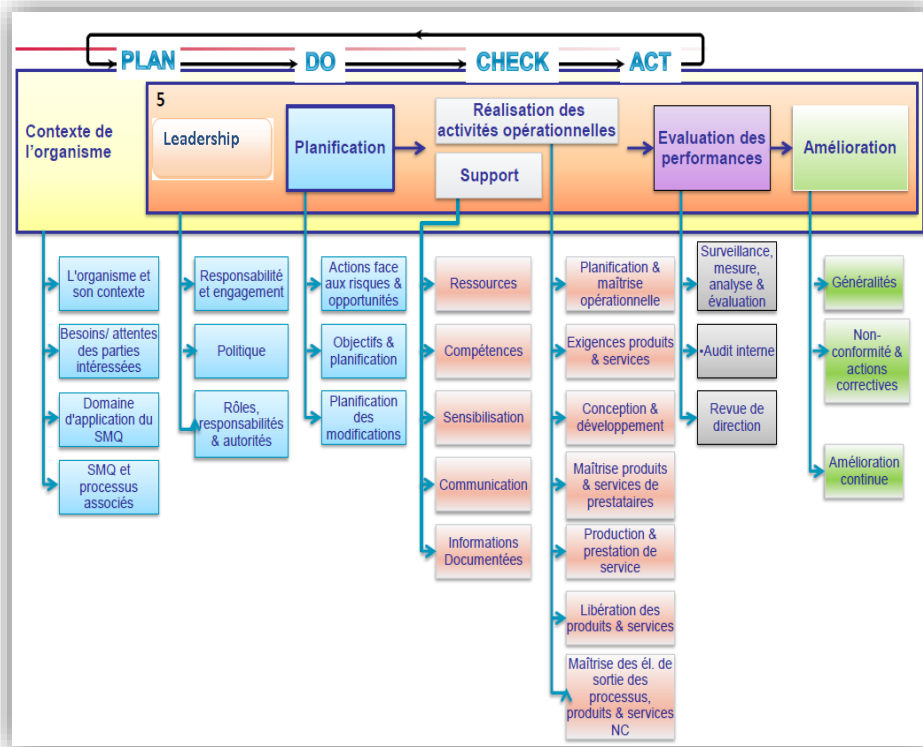 PLAN
DO
CHECK
ACT
Contexte de
l'organisme
5
Leadership
Planification
Réalisation des
activités opérationnelles
Support
Evaluation des
performances
Amélioration
L'organisme et
son contexte
Besoins/ attentes
des parties
intéressées
Domaine
d'application du
SMQ
SMQ et
processus
associés
Responsabilité
et engagement
Politique
Rôles,
responsabilités
& autorités
Actions face
aux risques &
opportunités
Objectifs &
planification
Planification
des
modifications
Ressources
Compétences
Sensibilisation
Communication
Informations
Documentées
Planification &
maîtrise
opérationnelle
Exigences produits
& services
Conception &
développement
Maîtrise produits
& services de
prestataires
Production &
prestation de
service
Libération des
produits & services
Maîtrise des él. de
sortie des
processus,
produits & services
NC
Surveillance,
mesure,
analyse &
évaluation
•Audit interne
Revue de
direction
Généralités
Non-
conformité &
actions
correctives
Amélioration
continue